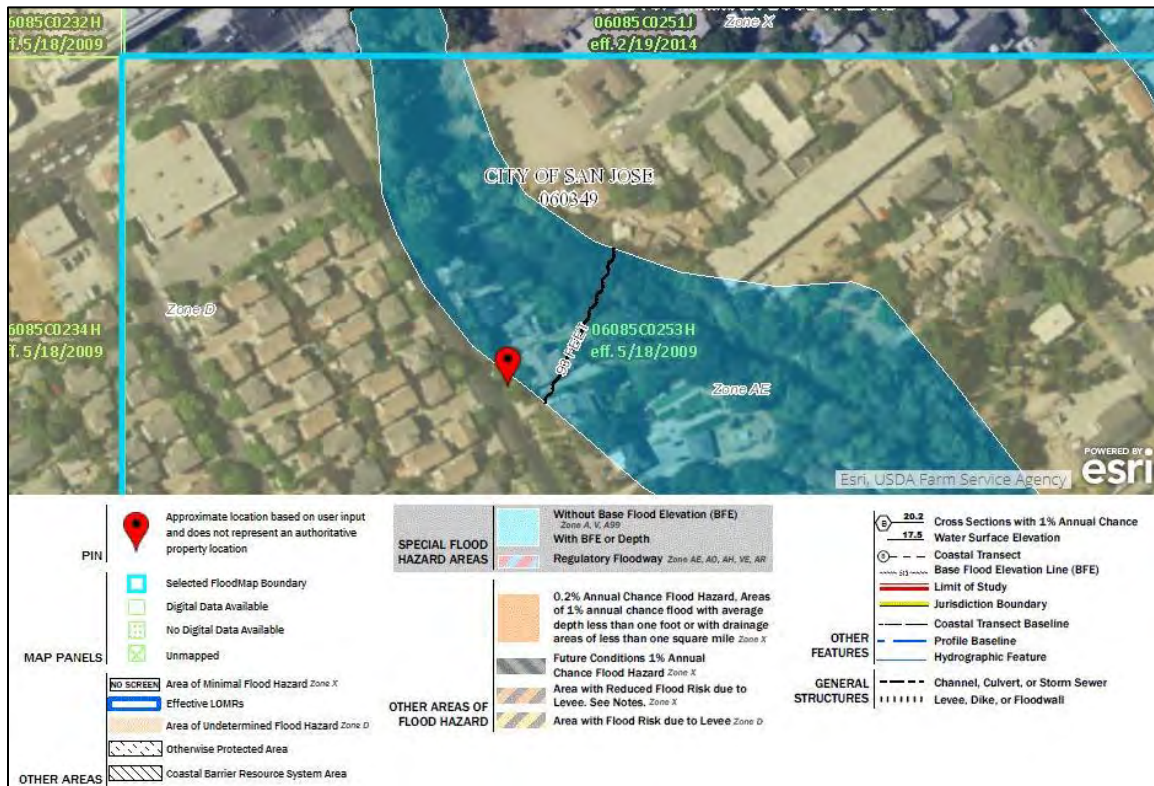 06085C0232H
eff. 5/18/2009
06085C0251J
eff. 2/19/2014
Zone X
CITY OF SAN JOSE
060349
Zone D
6085C0234H
ff. 5/18/2009
98 FEET
06085C0253H
eff. 5/18/2009
Zone AE
POWERED BY
esri
Esri, USDA Farm Service Agency
PIN
Approximate location based on user input
and does not represent an authoritative
property location
MAP PANELS
Selected FloodMap Boundary
Digital Data Available
No Digital Data Available
Unmapped
OTHER AREAS
NO SCREEN Area of Minimal Flood Hazard Zone X
Effective LOMRs
Area of Undetermined Flood Hazard Zone D
Otherwise Protected Area
Coastal Barrier Resource System Area
SPECIAL FLOOD
HAZARD AREAS
Without Base Flood Elevation (BFE)
Zone A, V, A99
With BFE or Depth
Regulatory Floodway Zone AE, AO, AH, VE, AR
OTHER AREAS OF
FLOOD HAZARD
0.2% Annual Chance Flood Hazard, Areas
of 1% annual chance flood with average
depth less than one foot or with drainage
areas of less than one square mile Zone X
Future Conditions 1% Annual
Chance Flood Hazard Zone X
Area with Reduced Flood Risk due to
Levee. See Notes. Zone X
Area with Flood Risk due to Levee Zone D
OTHER
FEATURES
B 20.2 Cross Sections with 1% Annual Chance
17.5 Water Surface Elevation
Coastal Transect
513 Base Flood Elevation Line (BFE)
Limit of Study
Jurisdiction Boundary
Coastal Transect Baseline
Profile Baseline
Hydrographic Feature
GENERAL
STRUCTURES
Channel, Culvert, or Storm Sewer
Levee, Dike, or Floodwall